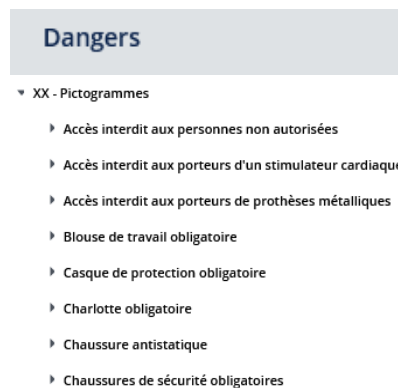 Dangers
XX - Pictogrammes
Accès interdit aux personnes non autorisées
Accès interdit aux porteurs d'un stimulateur cardiaque
Accès interdit aux porteurs de prothèses métalliques
Blouse de travail obligatoire
Casque de protection obligatoire
Charlotte obligatoire
Chaussure antistatique
Chaussures de sécurité obligatoires